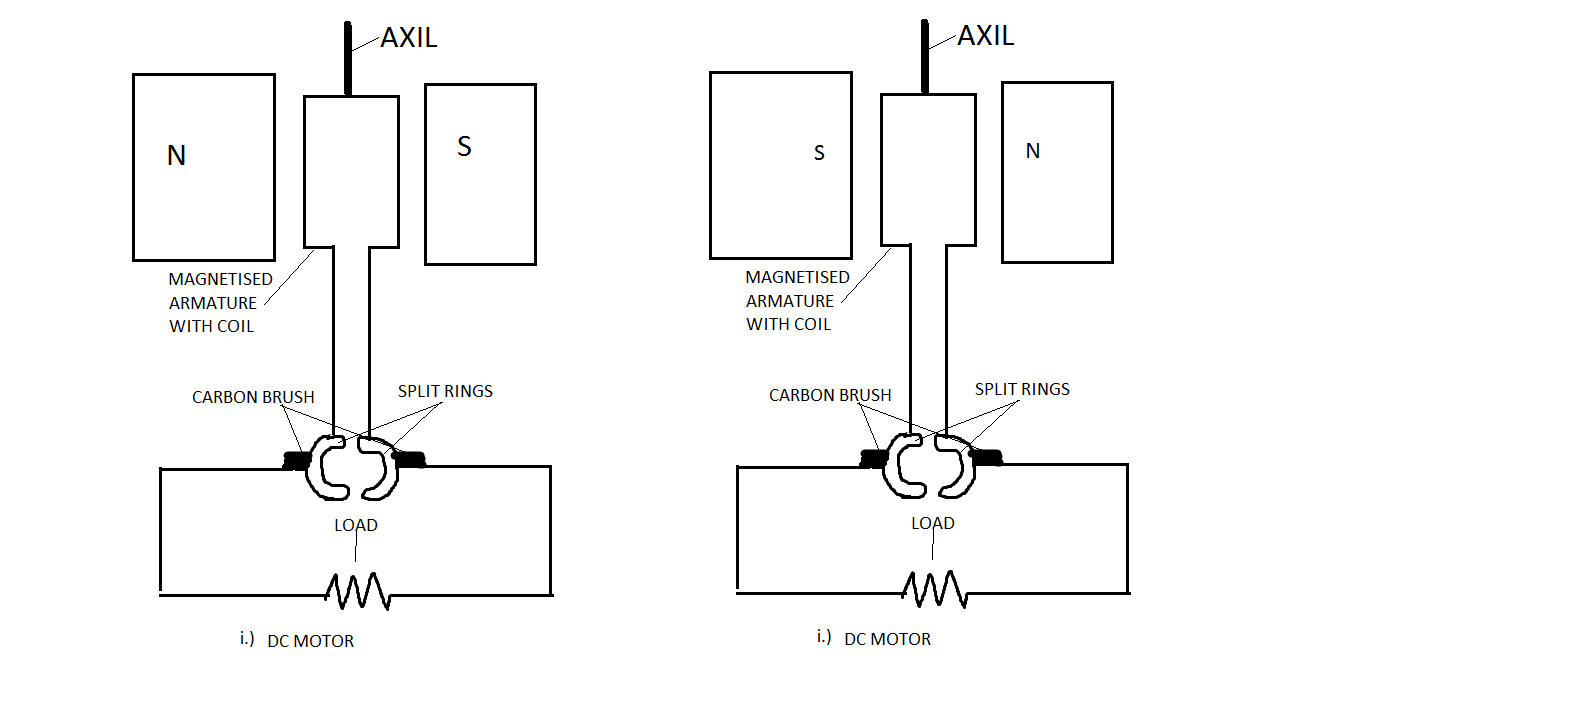 AXIL
N
S
MAGNETISED
ARMATURE
WITH COIL
CARBON BRUSH
SPLIT RINGS
LOAD
i.) DC MOTOR
AXIL
S
N
MAGNETISED
ARMATURE
WITH COIL
CARBON BRUSH
SPLIT RINGS
LOAD
i.) DC MOTOR